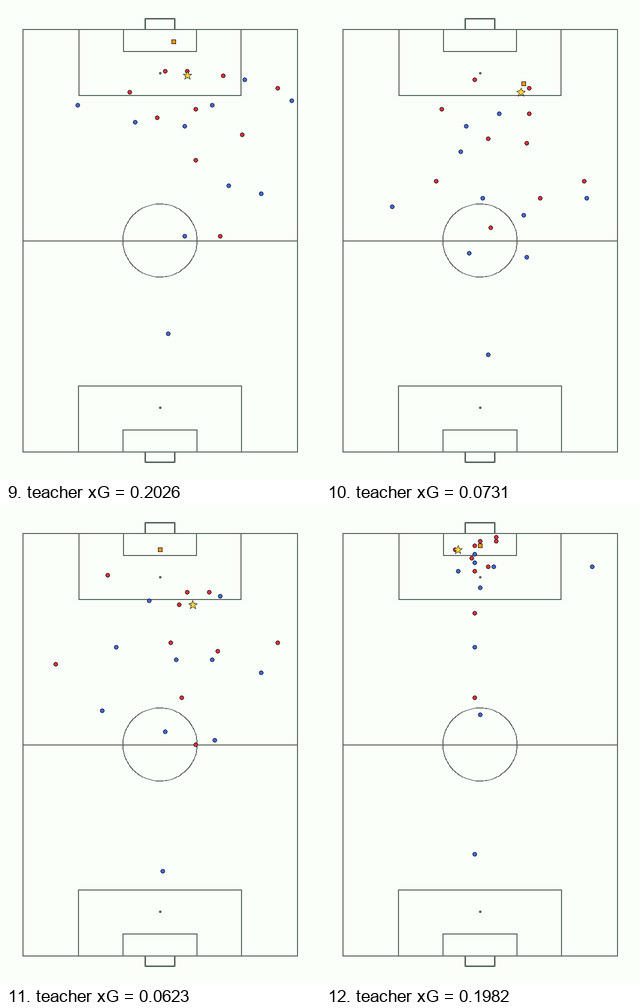 9. teacher xG = 0.2026
10. teacher xG = 0.0731
11. teacher xG = 0.0623
12. teacher xG = 0.1982